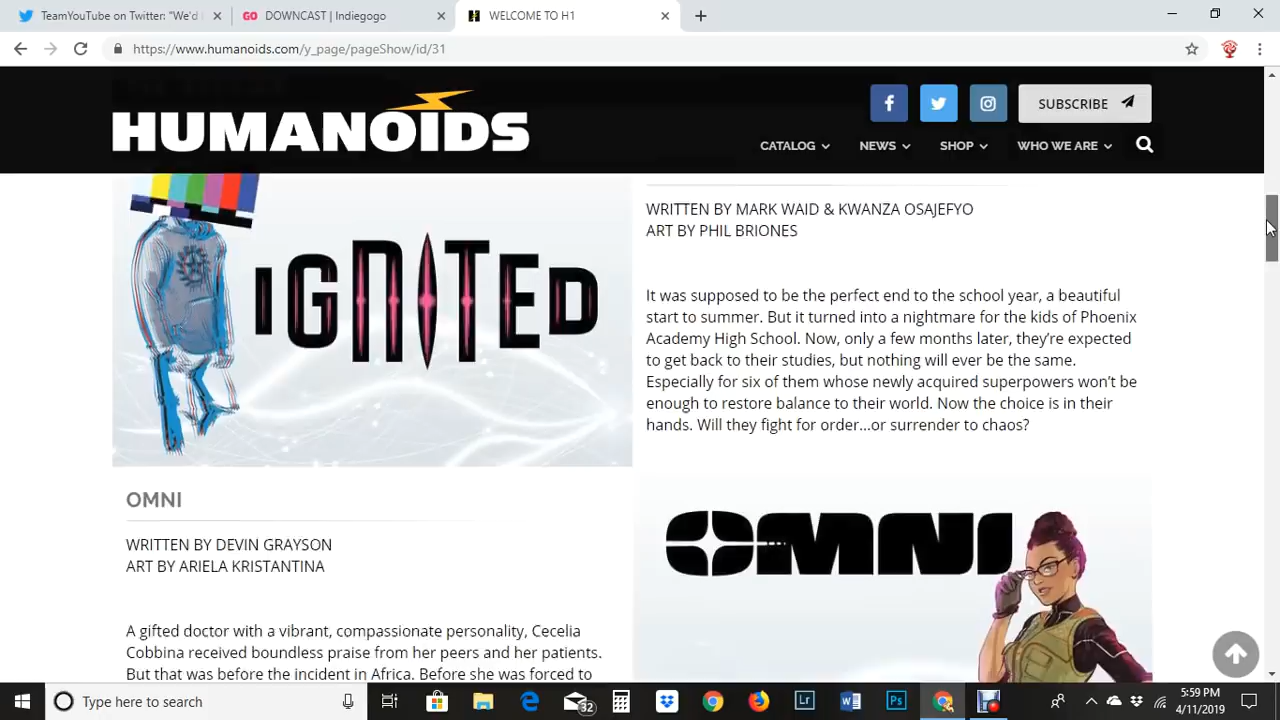 TeamYouTube on Twitter: "We'd
GO DOWNCAST | Indiegogo
WELCOME TO H1
https://www.humanoids.com/y_page/pageShow/id/31
HUMANOIDS
f
SUBSCRIBE
CATALOG NEWS SHOP WHO WE ARE
IGNITED
WRITTEN BY MARK WAID & KWANZA OSAJEFYO
ART BY PHIL BRIONES
It was supposed to be the perfect end to the school year, a beautiful
start to summer. But it turned into a nightmare for the kids of Phoenix
Academy High School. Now, only a few months later, they're expected
to get back to their studies, but nothing will ever be the same.
Especially for six of them whose newly acquired superpowers won't be
enough to restore balance to their world. Now the choice is in their
hands. Will they fight for order...or surrender to chaos?
OMNI
WRITTEN BY DEVIN GRAYSON
ART BY ARIELA KRISTANTINA
A gifted doctor with a vibrant, compassionate personality, Cecelia
Cobbina received boundless praise from her peers and her patients.
But that was before the incident in Africa. Before she was forced to
OMNI
Type here to search
32
Lr
Ps
5:59 PM
4/11/2019